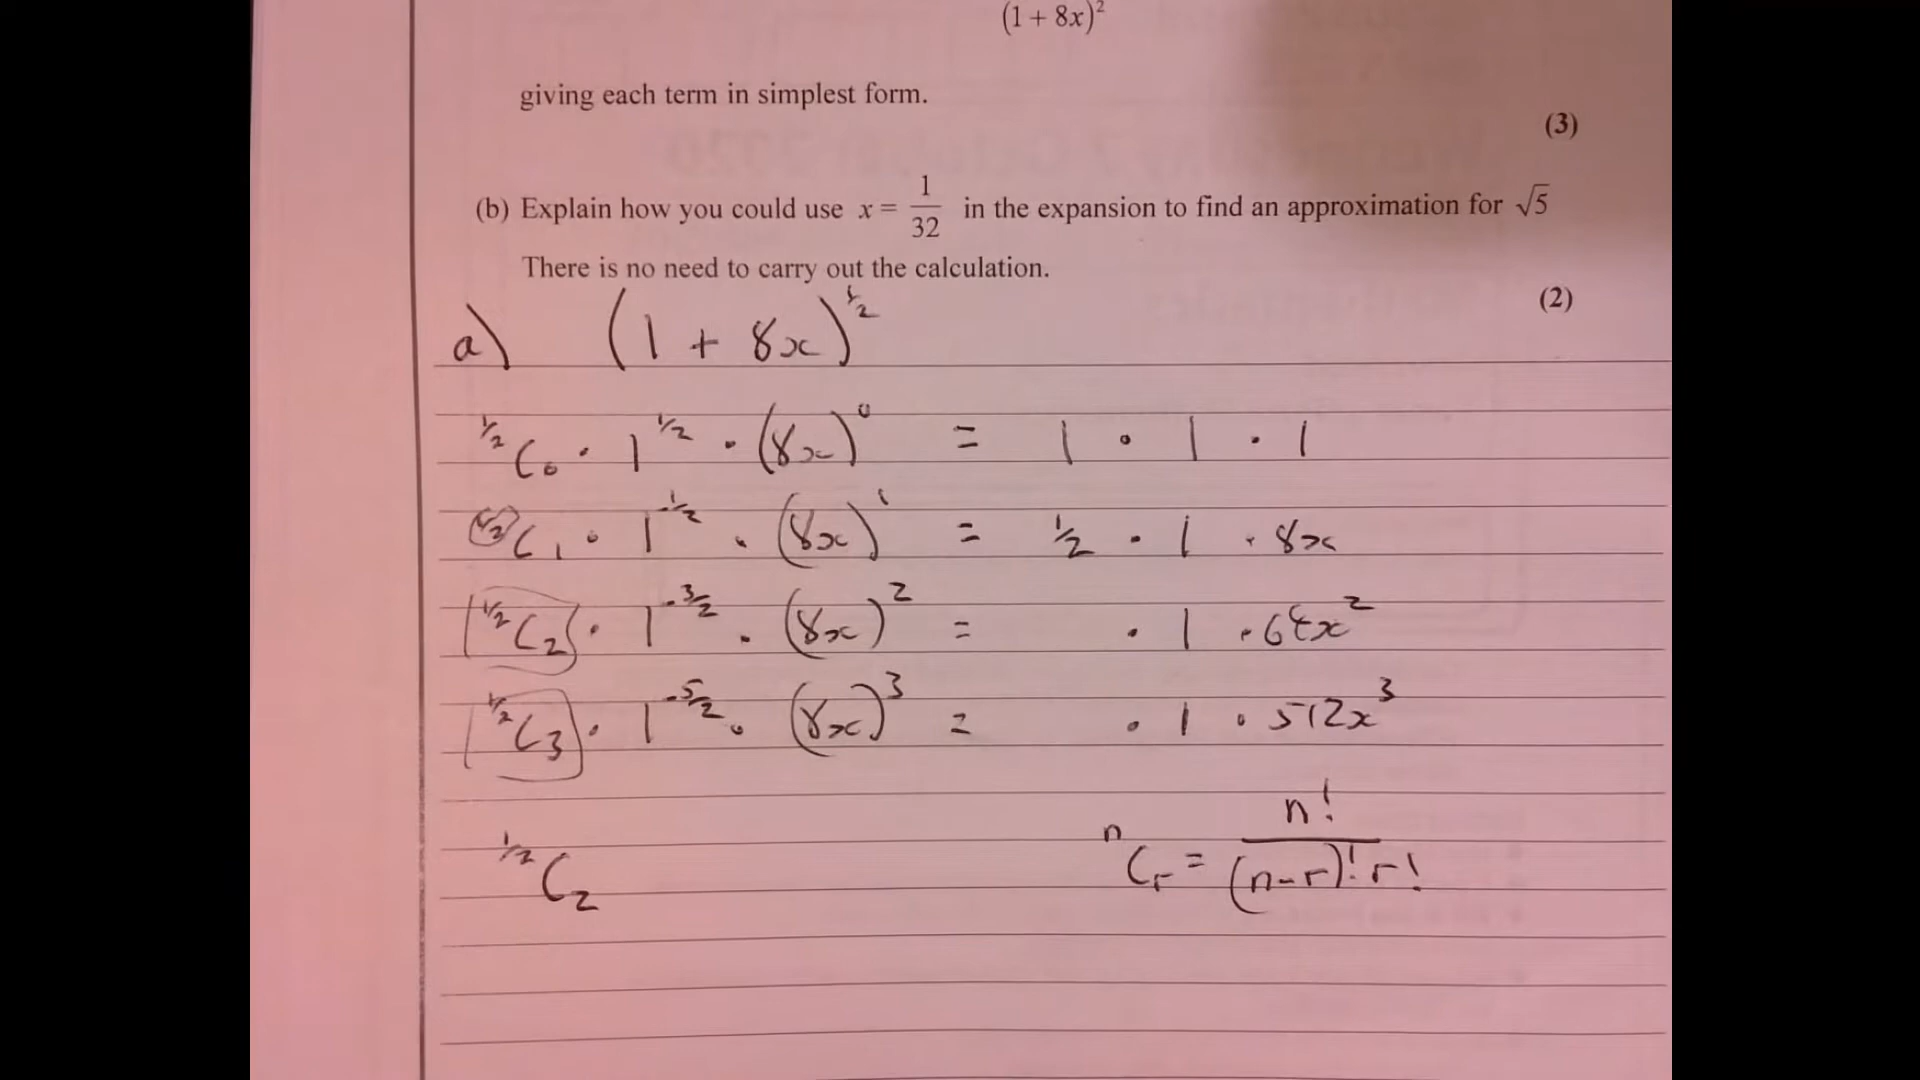 (1 + 8x)²
giving each term in simplest form.
(3)
(b) Explain how you could use x = 1/32 in the expansion to find an approximation for √5
There is no need to carry out the calculation.
(2)
a) (1 + 8x)^½
^½C₀ · 1^½ · (8x)⁰ = 1 · 1 · 1
^½C₁ · 1^-½ · (8x)¹ = ½ · 1 · 8x
^½C₂ · 1^-3/2 · (8x)² = · 1 · 64x²
^½C₃ · 1^-5/2 · (8x)³ = · 1 · 512x³
^½C₂
ⁿCᵣ = n! / (n-r)! r!